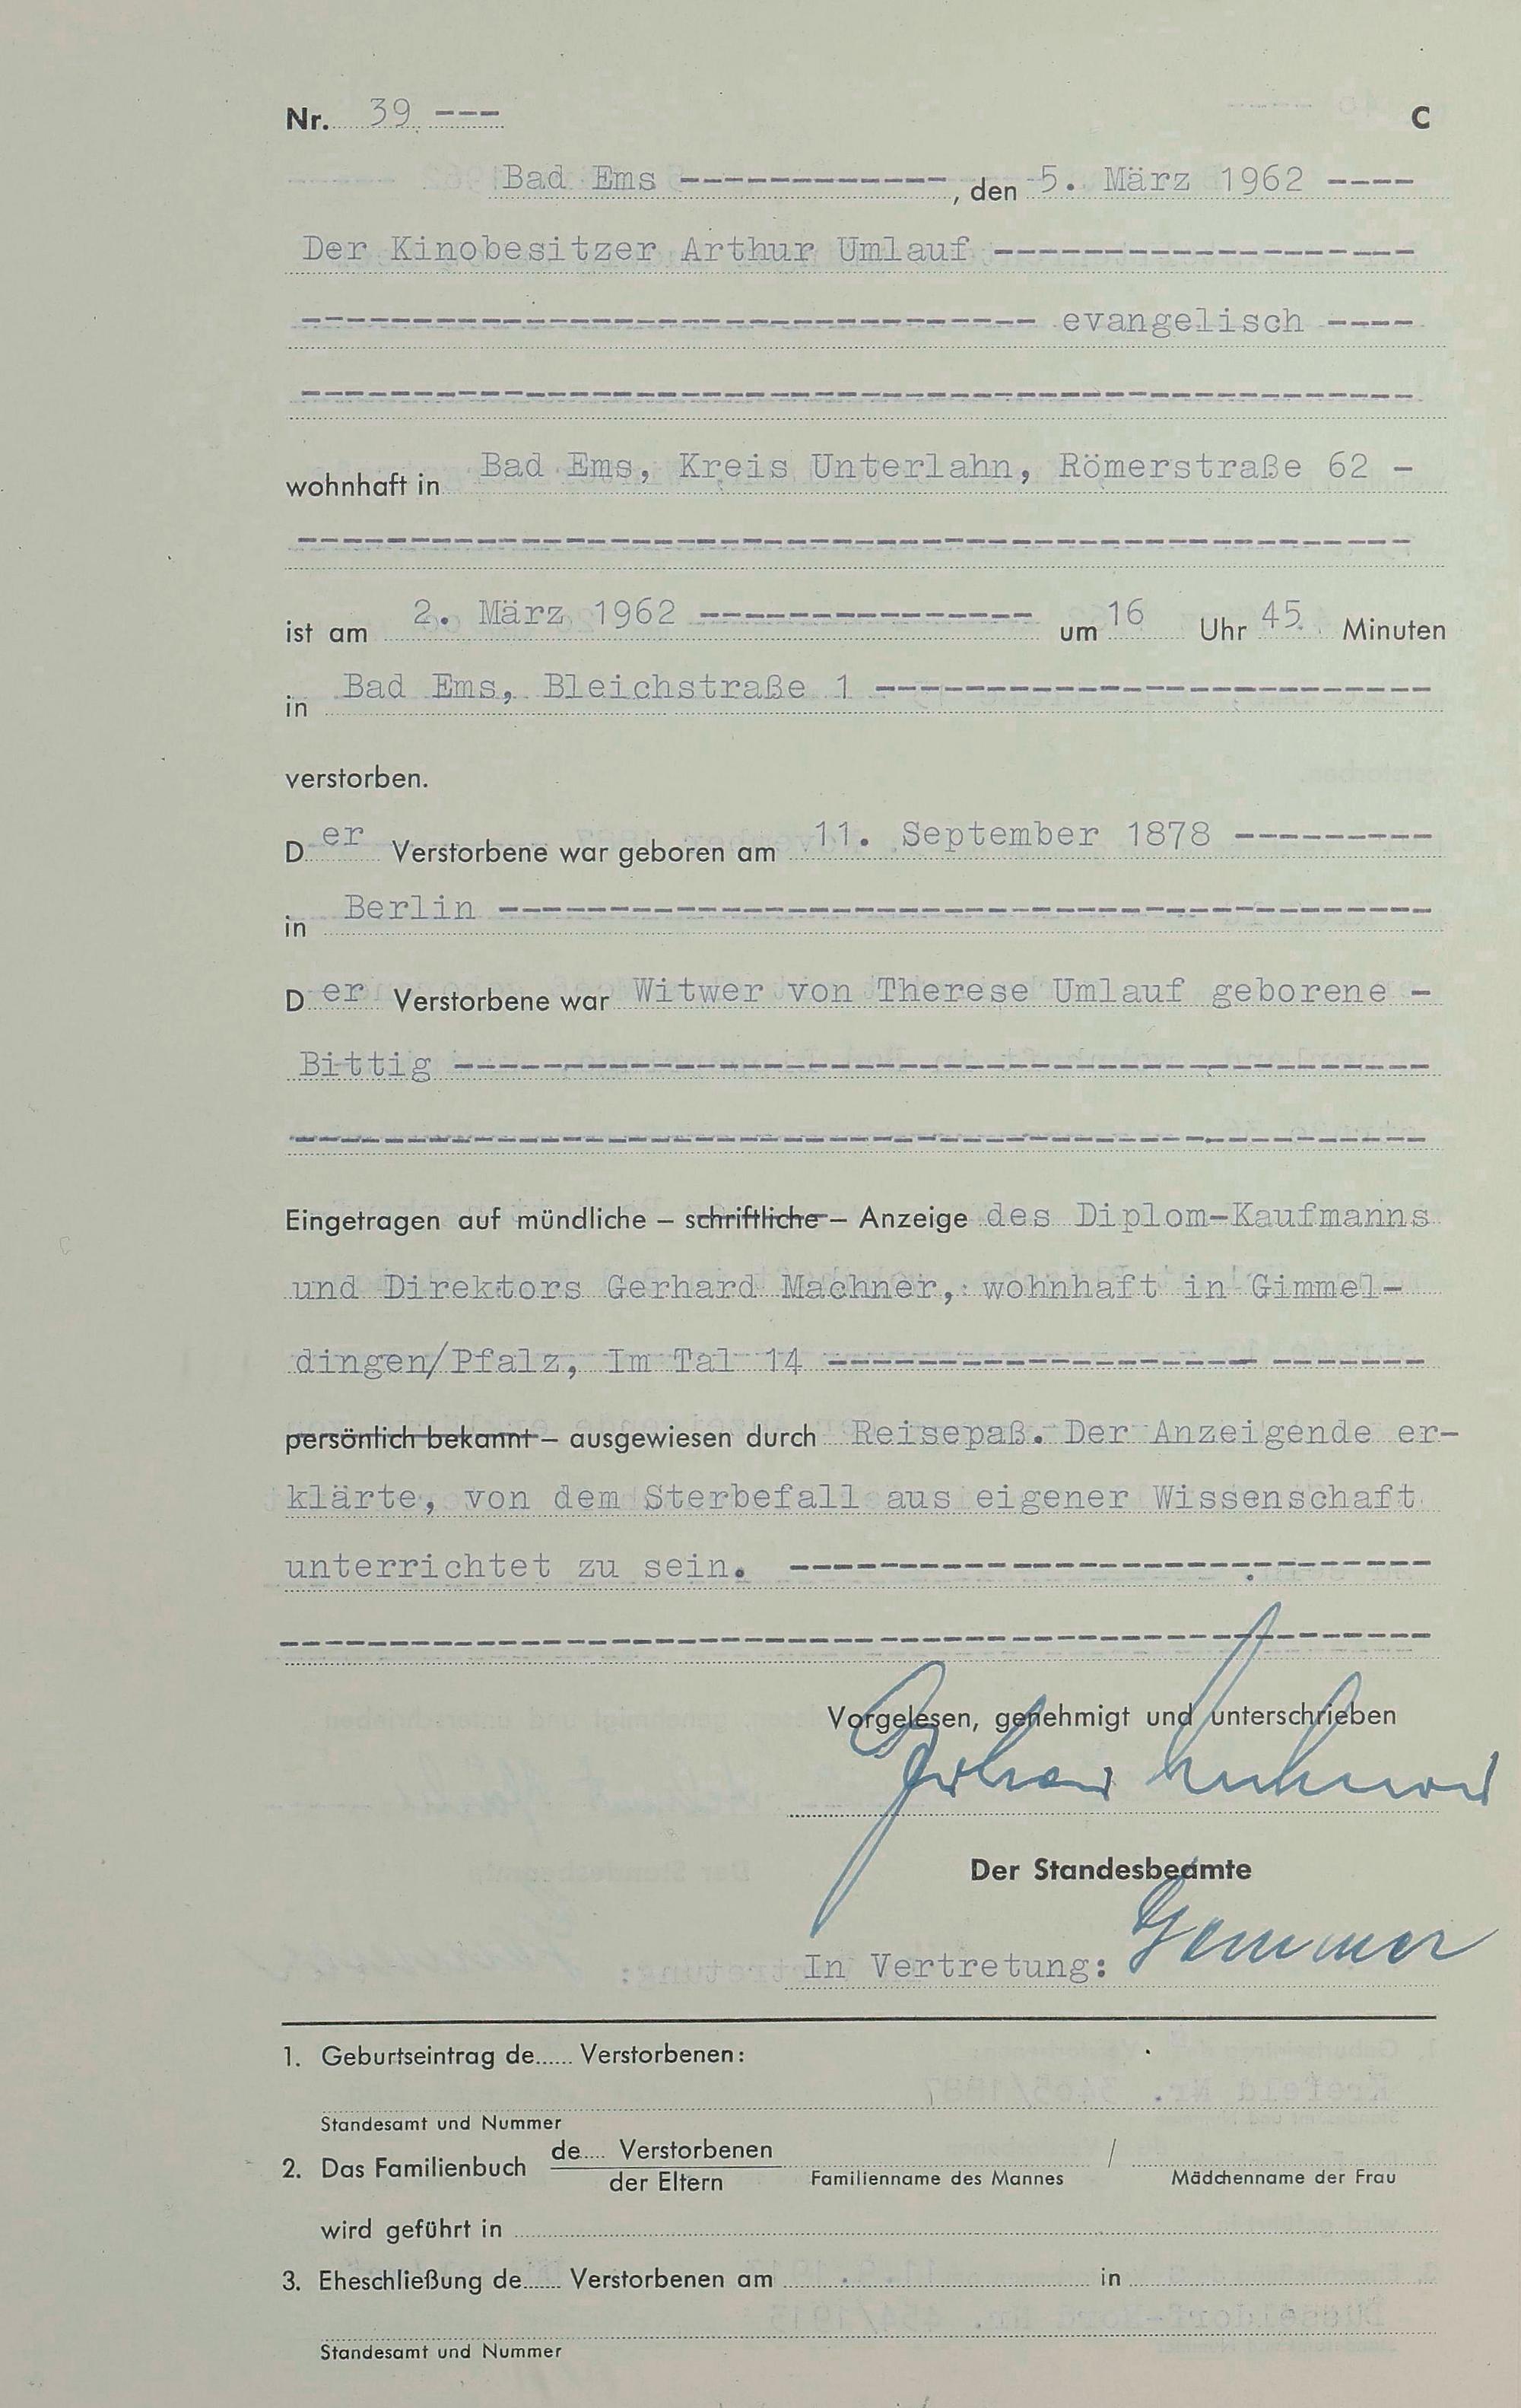 Nr. 39 --- C
Bad Ems -----------, den 5. März 1962 ----
Der Kinobesitzer Arthur Umlauf -------------------
--------------------------------- evangelisch ----
--------------------------------------------------
wohnhaft in Bad Ems, Kreis Unterlahn, Römerstraße 62 -
--------------------------------------------------
ist am 2. März 1962 --------------- um 16 Uhr 45 Minuten
in Bad Ems, Bleichstraße 1 -------------------------
verstorben.
D er Verstorbene war geboren am 11. September 1878 ---------
in Berlin ------------------------------------------
D er Verstorbene war Witwer von Therese Umlauf geborene -
Bittig --------------------------------------------
--------------------------------------------------
Eingetragen auf mündliche – schriftliche – Anzeige des Diplom-Kaufmanns
und Direktors Gerhard Machner, wohnhaft in Gimmel-
dingen/Pfalz, Im Tal 14 ---------------------------
persönlich bekannt – ausgewiesen durch Reisepaß. Der Anzeigende er-
klärte, von dem Sterbefall aus eigener Wissenschaft
unterrichtet zu sein. -----------------------------
--------------------------------------------------
Vorgelesen, genehmigt und unterschrieben
Gerhard Machner
Der Standesbeamte
In Vertretung: Gemmer
1. Geburtseintrag de...... Verstorbenen:
Standesamt und Nummer
2. Das Familienbuch de..... Verstorbenen /
der Eltern Familienname des Mannes Mädchenname der Frau
wird geführt in
3. Eheschließung de...... Verstorbenen am in
Standesamt und Nummer